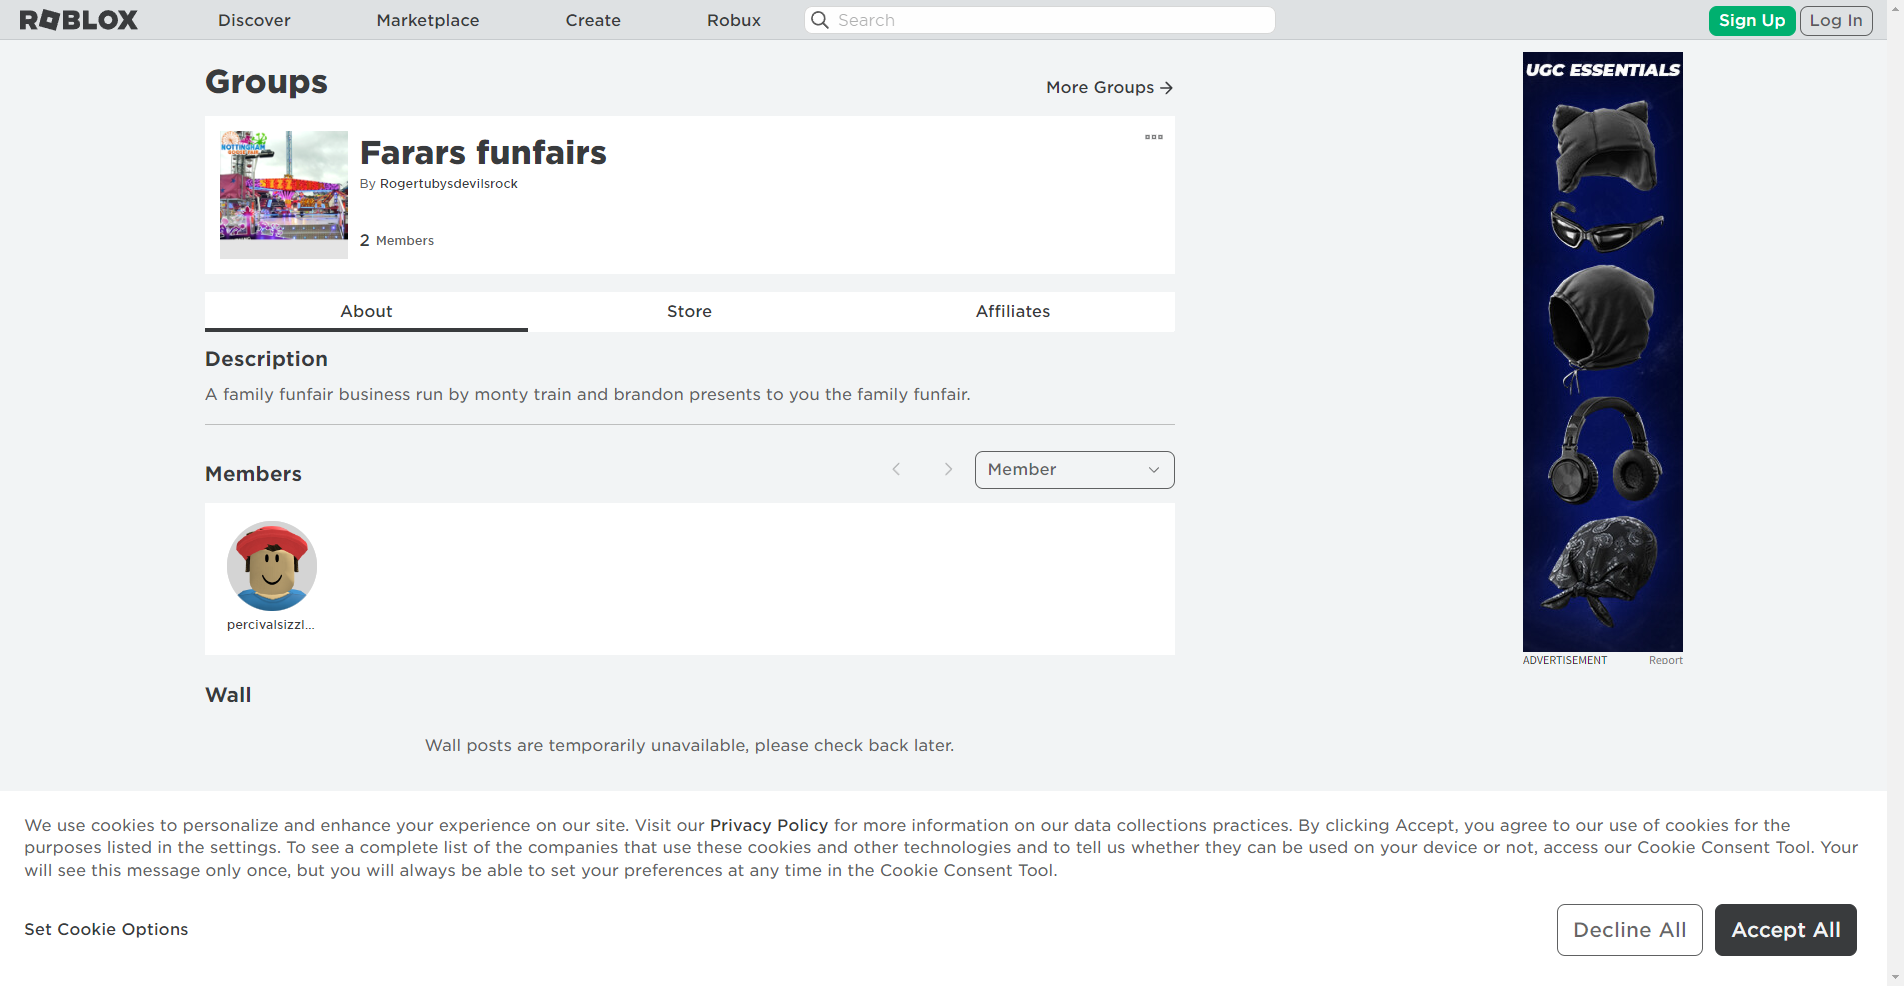 ROBLOX
Discover
Marketplace
Create
Robux
Search
Sign Up
Log In
Groups
More Groups
NOTTINGHAM
Farars funfairs
By Rogertubysdevilsrock
2 Members
About
Store
Affiliates
Description
A family funfair business run by monty train and brandon presents to you the family funfair.
Members
Member
percivalsizzl...
Wall
Wall posts are temporarily unavailable, please check back later.
UGC ESSENTIALS
ADVERTISEMENT
Report
We use cookies to personalize and enhance your experience on our site. Visit our Privacy Policy for more information on our data collections practices. By clicking Accept, you agree to our use of cookies for the
purposes listed in the settings. To see a complete list of the companies that use these cookies and other technologies and to tell us whether they can be used on your device or not, access our Cookie Consent Tool. Your
will see this message only once, but you will always be able to set your preferences at any time in the Cookie Consent Tool.
Set Cookie Options
Decline All
Accept All